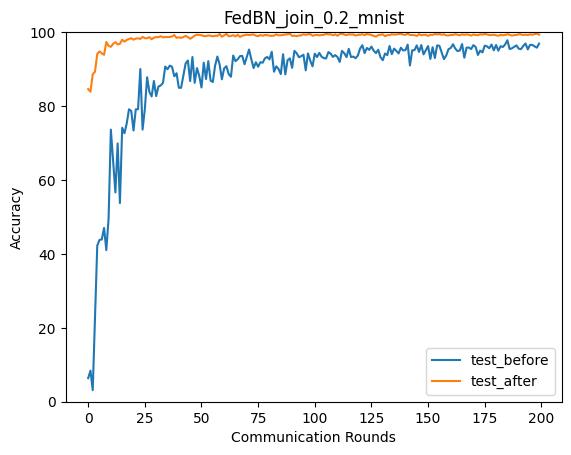 FedBN_join_0.2_mnist
Accuracy
100
80
60
40
20
0
0 25 50 75 100 125 150 175 200
Communication Rounds
test_before
test_after